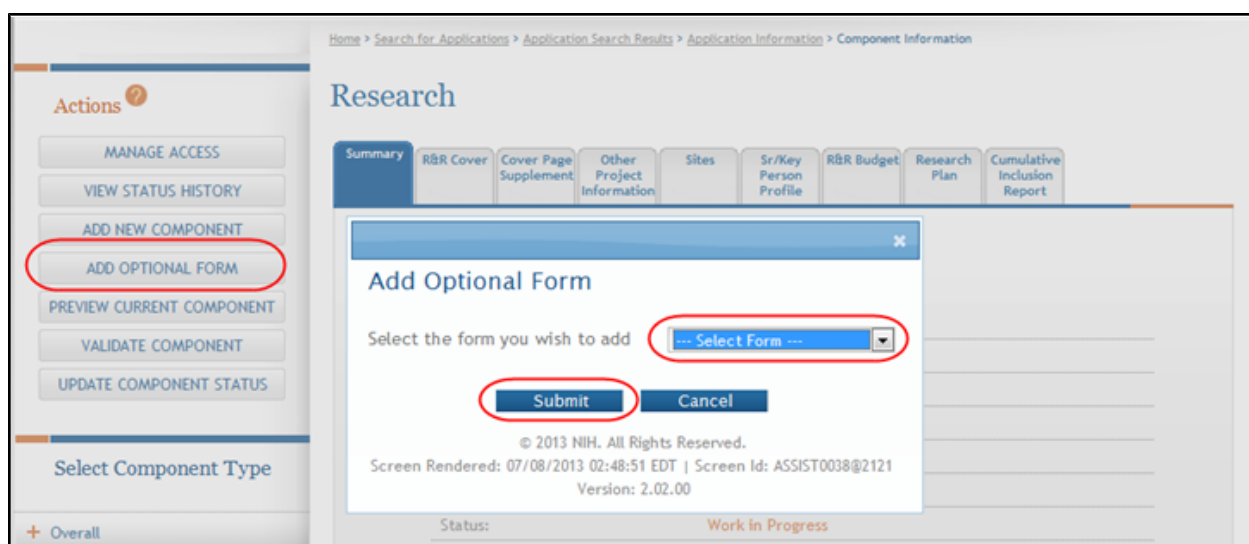 Home > Search for Applications > Application Search Results > Application Information > Component Information
Actions ?
MANAGE ACCESS
VIEW STATUS HISTORY
ADD NEW COMPONENT
ADD OPTIONAL FORM
PREVIEW CURRENT COMPONENT
VALIDATE COMPONENT
UPDATE COMPONENT STATUS
Select Component Type
+ Overall
Research
Summary
R&R Cover
Cover Page
Supplement
Other
Project
Information
Sites
Sr/Key
Person
Profile
R&R Budget
Research
Plan
Cumulative
Inclusion
Report
Add Optional Form
Select the form you wish to add --- Select Form ---
Submit Cancel
© 2013 NIH. All Rights Reserved.
Screen Rendered: 07/08/2013 02:48:51 EDT | Screen Id: ASSIST0038@2121
Version: 2.02.00
Status: Work in Progress